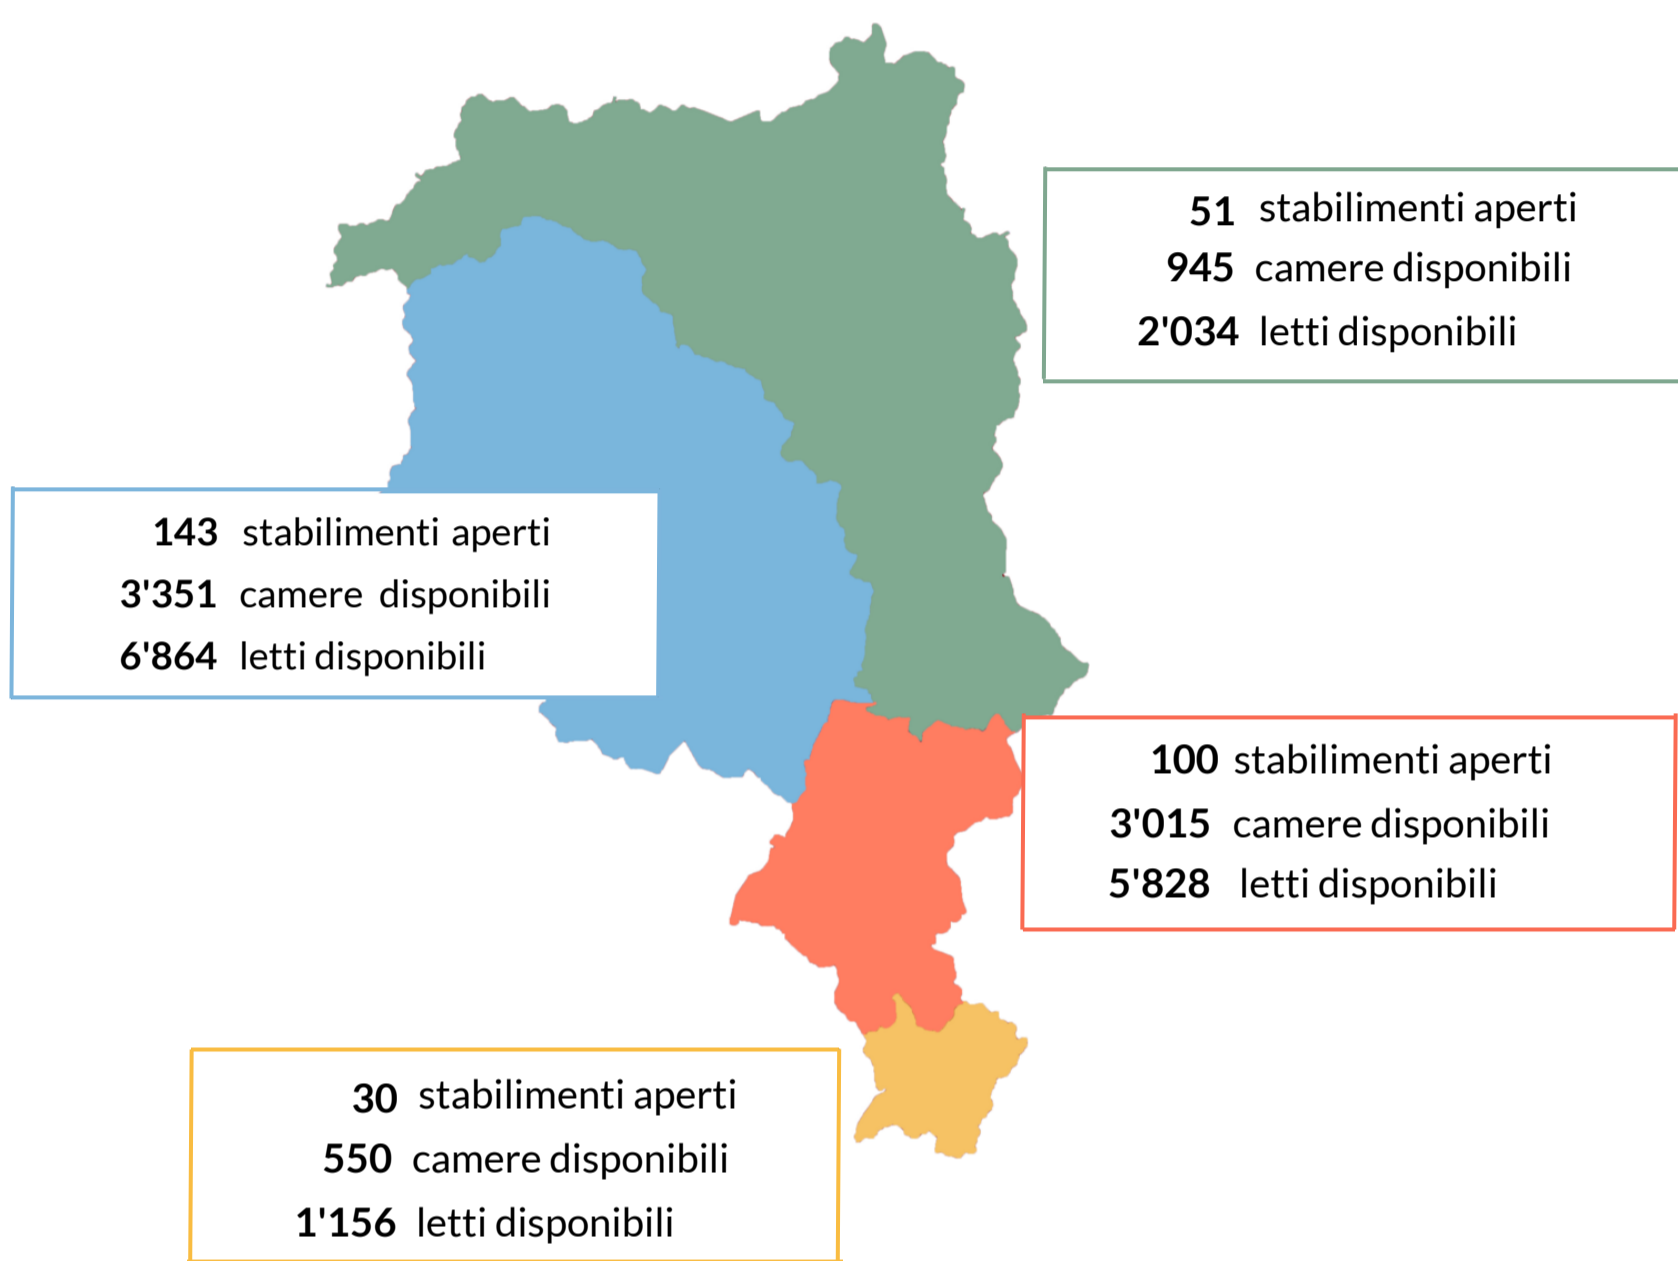 51 stabilimenti aperti
945 camere disponibili
2'034 letti disponibili
143 stabilimenti aperti
3'351 camere disponibili
6'864 letti disponibili
100 stabilimenti aperti
3'015 camere disponibili
5'828 letti disponibili
30 stabilimenti aperti
550 camere disponibili
1'156 letti disponibili